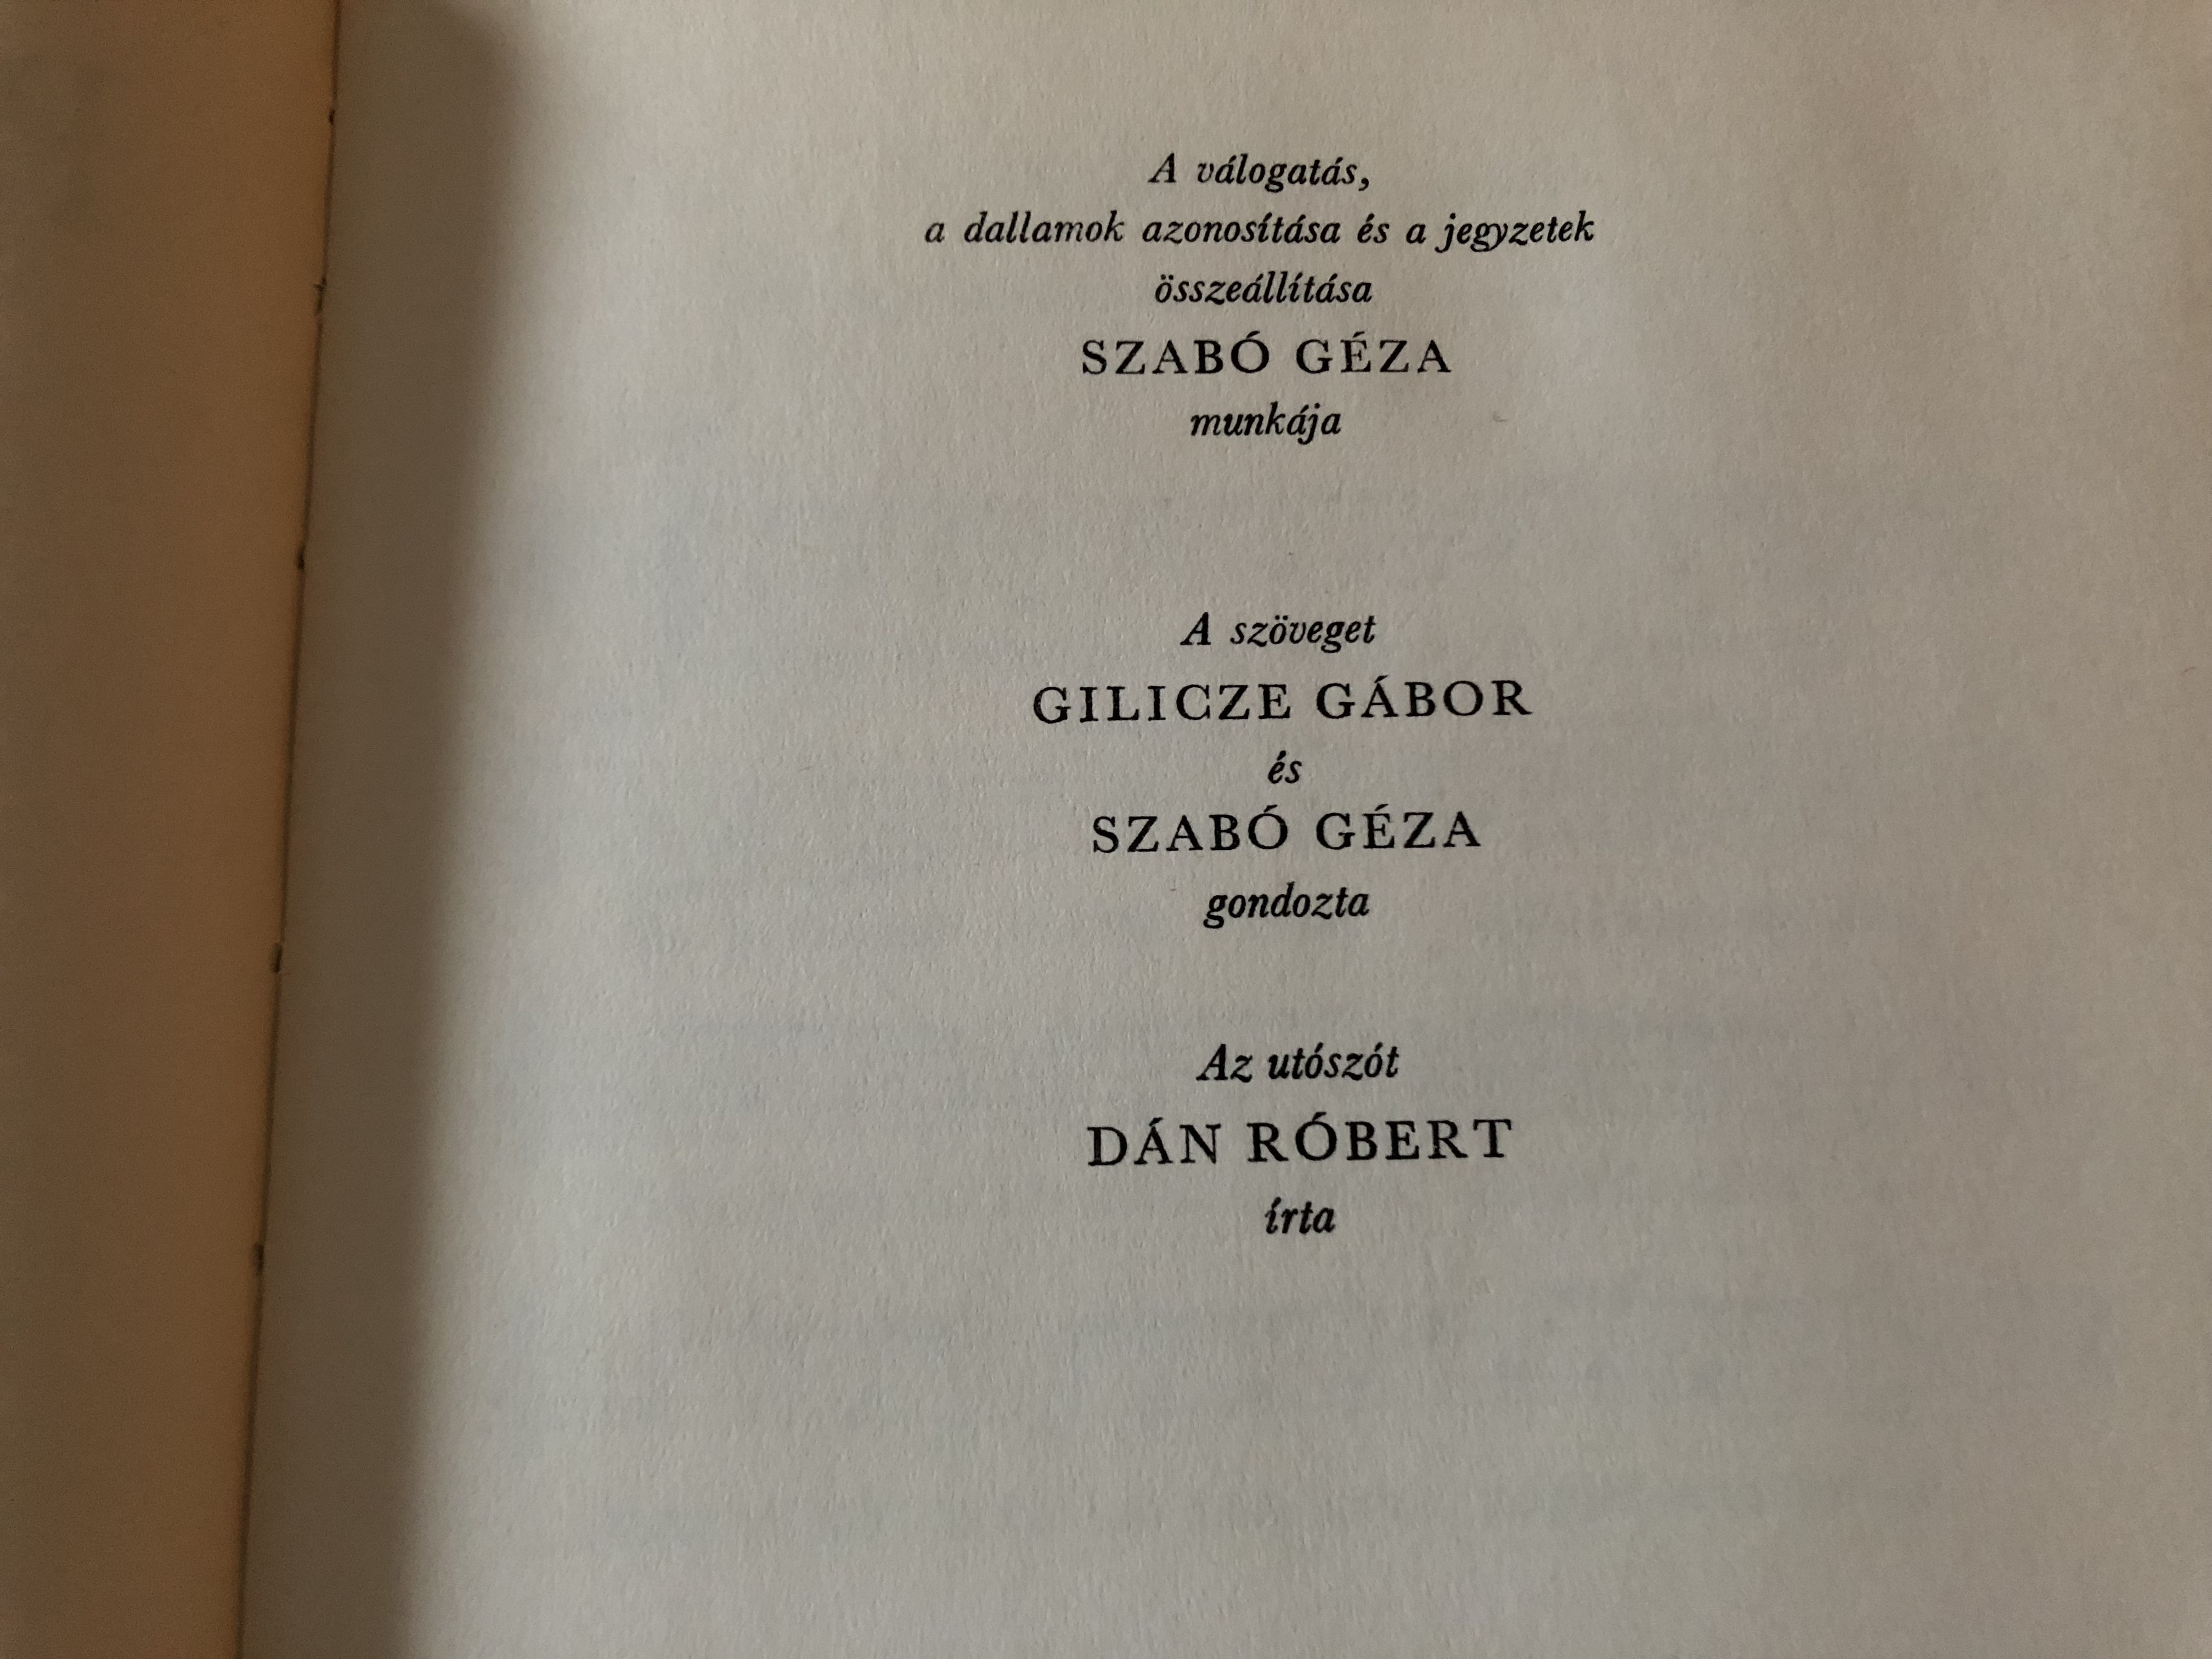 A válogatás,
a dallamok azonosítása és a jegyzetek
összeállítása
SZABÓ GÉZA
munkája
A szöveget
GILICZE GÁBOR
és
SZABÓ GÉZA
gondozta
Az utószót
DÁN RÓBERT
írta